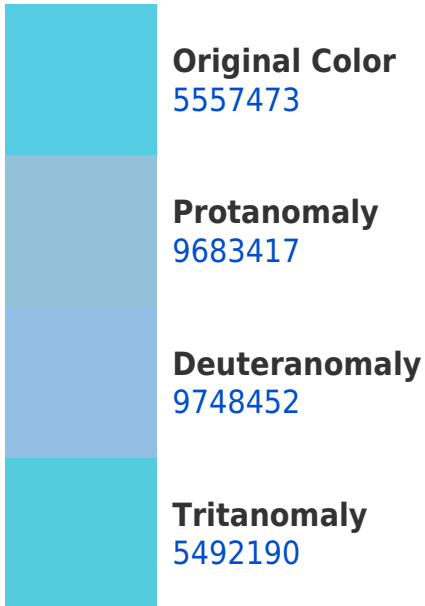 Original Color
5557473
Protanomaly
9683417
Deuteranomaly
9748452
Tritanomaly
5492190